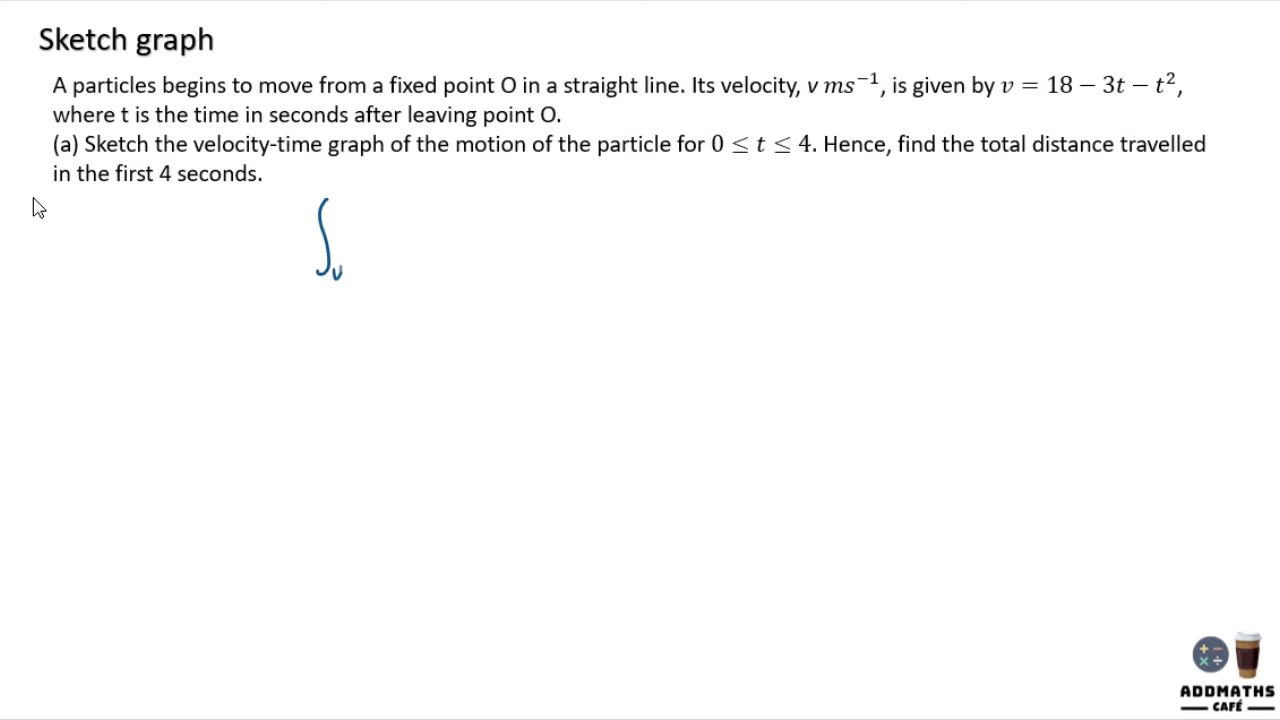 Sketch graph
A particles begins to move from a fixed point O in a straight line. Its velocity, v ms⁻¹, is given by v = 18 − 3t − t²,
where t is the time in seconds after leaving point O.
(a) Sketch the velocity-time graph of the motion of the particle for 0 ≤ t ≤ 4. Hence, find the total distance travelled
in the first 4 seconds.
∫v
ADDMATHS
CAFÉ